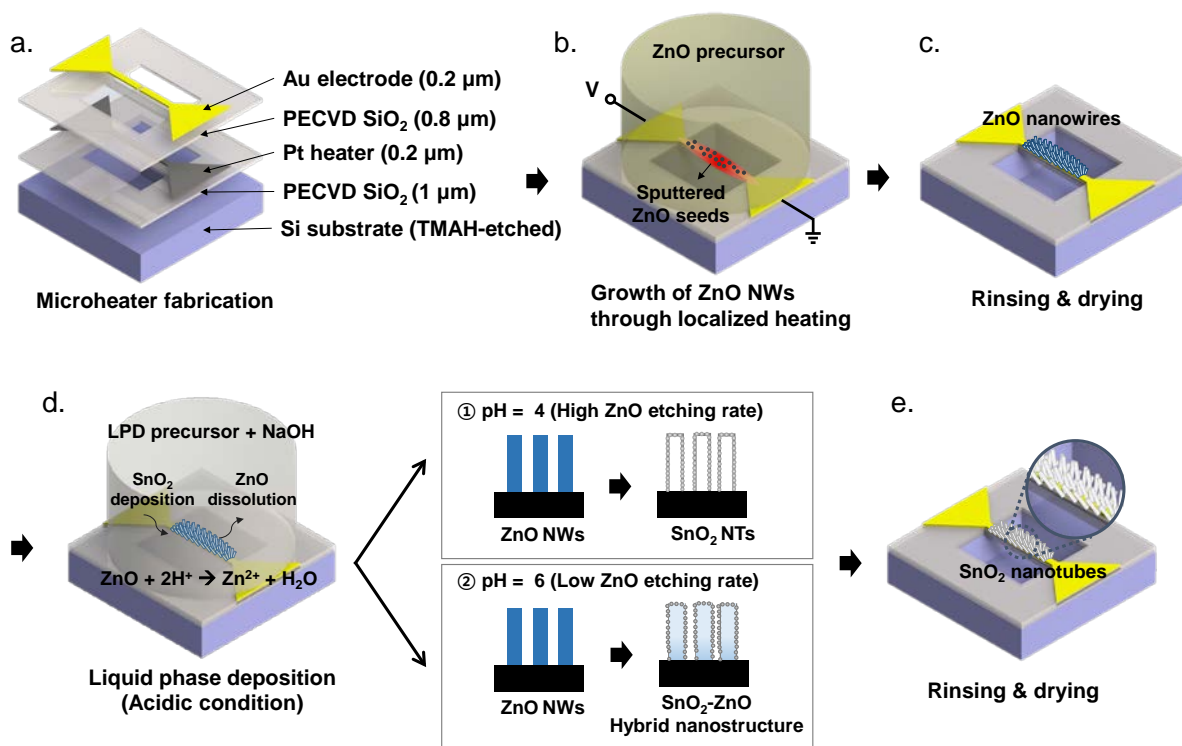 a.
Au electrode (0.2 µm)
PECVD SiO₂ (0.8 µm)
Pt heater (0.2 µm)
PECVD SiO₂ (1 µm)
Si substrate (TMAH-etched)
Microheater fabrication
b.
ZnO precursor
V
Sputtered
ZnO seeds
Growth of ZnO NWs
through localized heating
c.
ZnO nanowires
Rinsing & drying
d.
LPD precursor + NaOH
SnO₂
deposition
ZnO
dissolution
ZnO + 2H⁺ → Zn²⁺ + H₂O
Liquid phase deposition
(Acidic condition)
① pH = 4 (High ZnO etching rate)
ZnO NWs
SnO₂ NTs
② pH = 6 (Low ZnO etching rate)
ZnO NWs
SnO₂-ZnO
Hybrid nanostructure
e.
SnO₂ nanotubes
Rinsing & drying